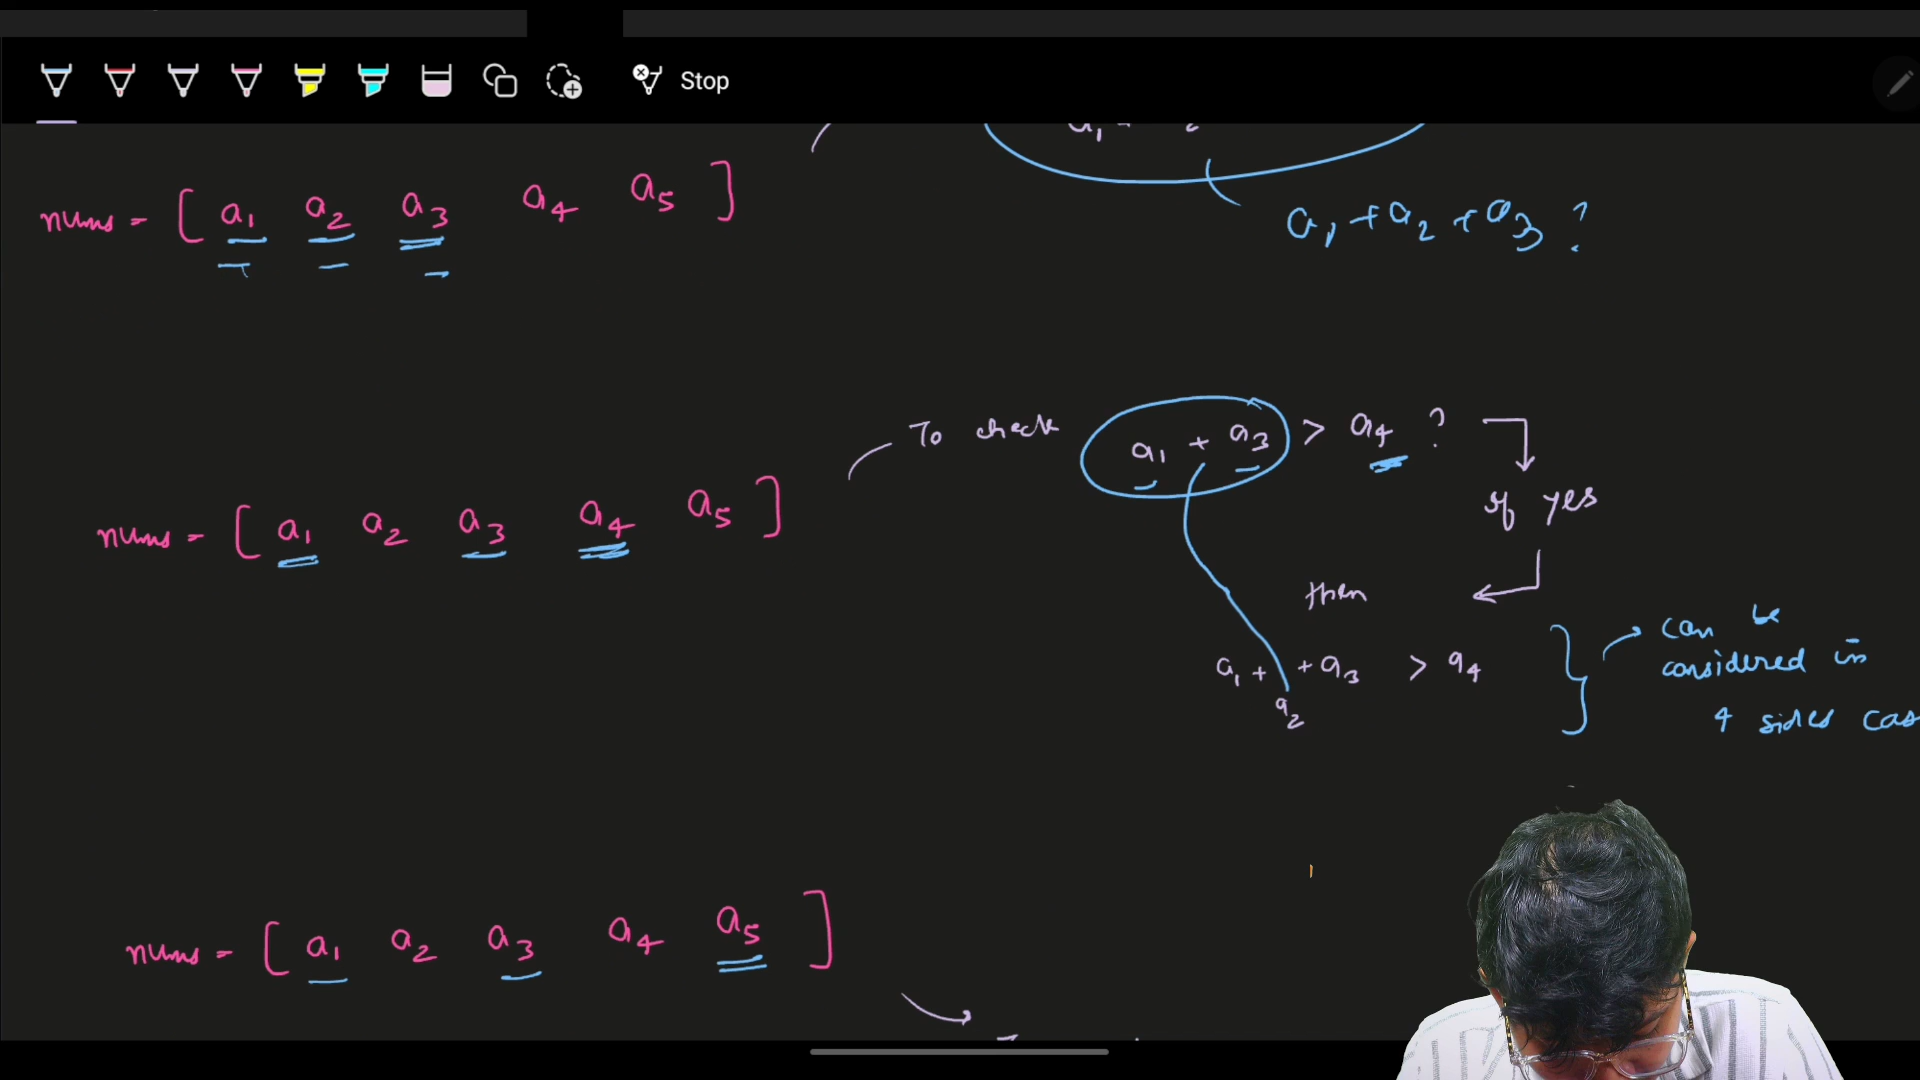 Stop
nums = [ a1 a2 a3 a4 a5 ]
a1 + a2 + a3 ?
To check a1 + a3 > a4 ?
if yes
nums = [ a1 a2 a3 a4 a5 ]
then
a1 + a2 + a3 > a4
can be
considered in
4 sides cas
nums = [ a1 a2 a3 a4 a5 ]